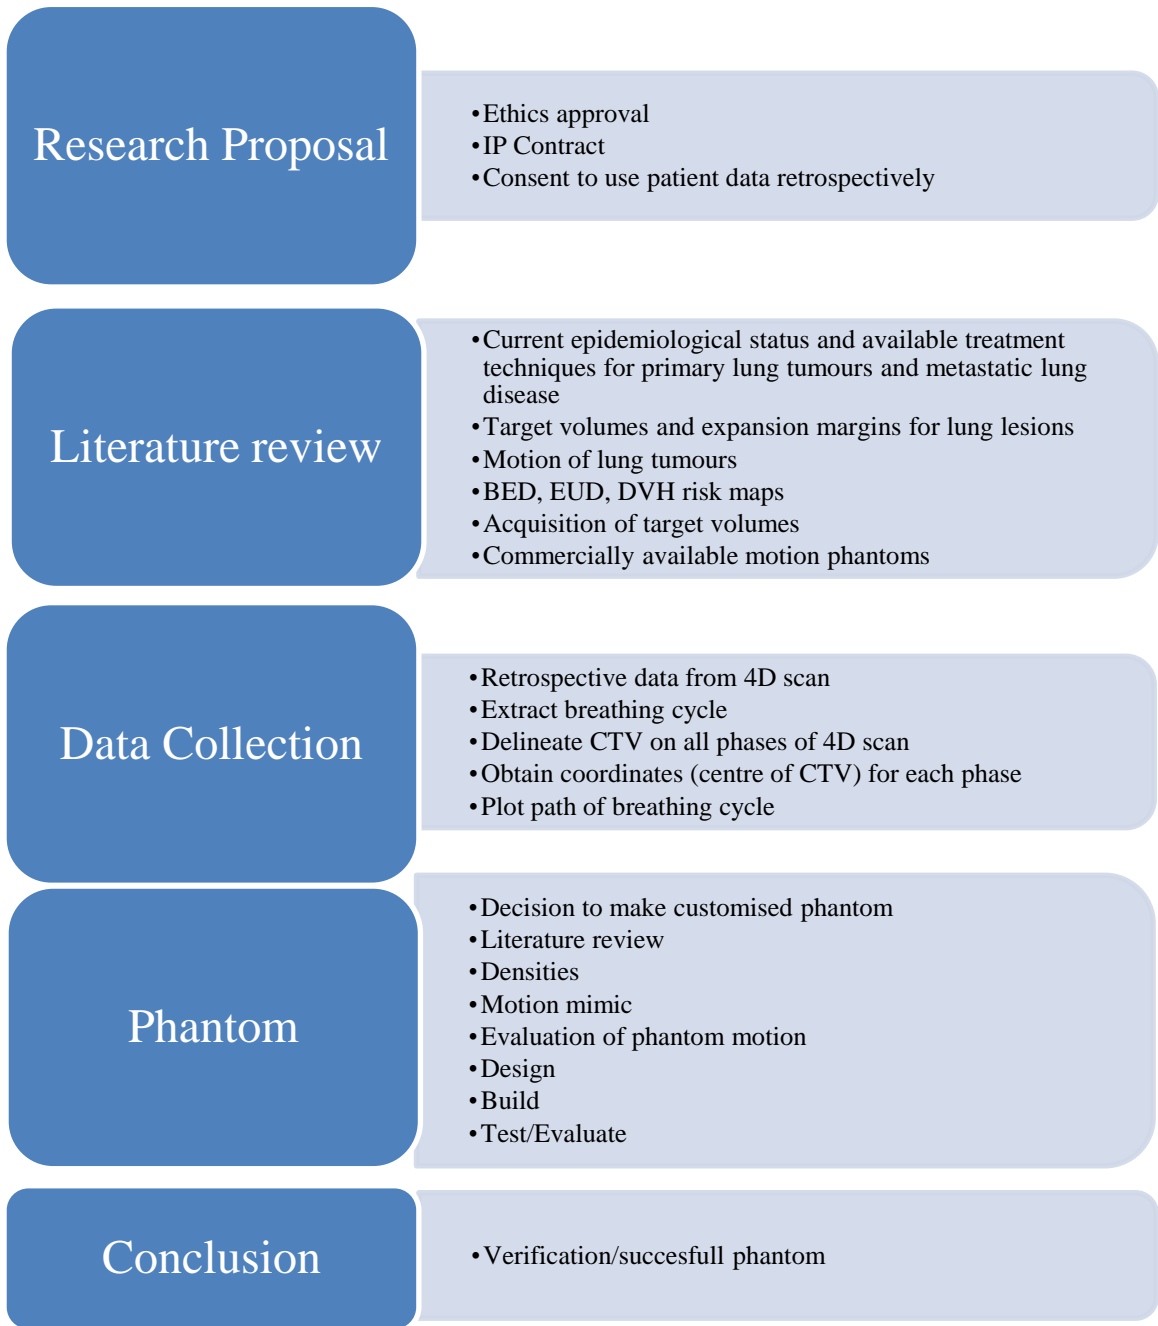 Research Proposal
•Ethics approval
•IP Contract
•Consent to use patient data retrospectively
Literature review
•Current epidemiological status and available treatment
techniques for primary lung tumours and metastatic lung
disease
•Target volumes and expansion margins for lung lesions
•Motion of lung tumours
•BED, EUD, DVH risk maps
•Acquisition of target volumes
•Commercially available motion phantoms
Data Collection
•Retrospective data from 4D scan
•Extract breathing cycle
•Delineate CTV on all phases of 4D scan
•Obtain coordinates (centre of CTV) for each phase
•Plot path of breathing cycle
Phantom
•Decision to make customised phantom
•Literature review
•Densities
•Motion mimic
•Evaluation of phantom motion
•Design
•Build
•Test/Evaluate
Conclusion
•Verification/succesfull phantom